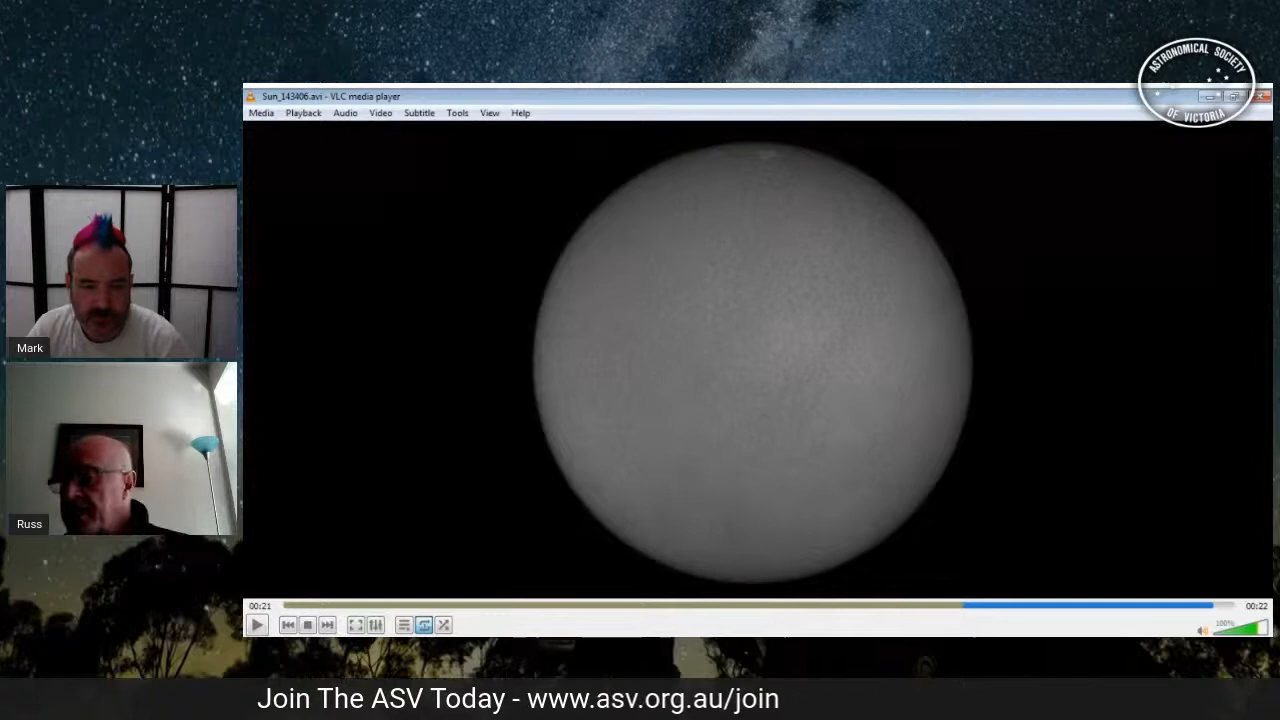 ASTRONOMICAL SOCIETY
OF VICTORIA
Sun_143406.avi - VLC media player
Media Playback Audio Video Subtitle Tools View Help
Mark
Russ
00:21
00:22
100%
Join The ASV Today - www.asv.org.au/join